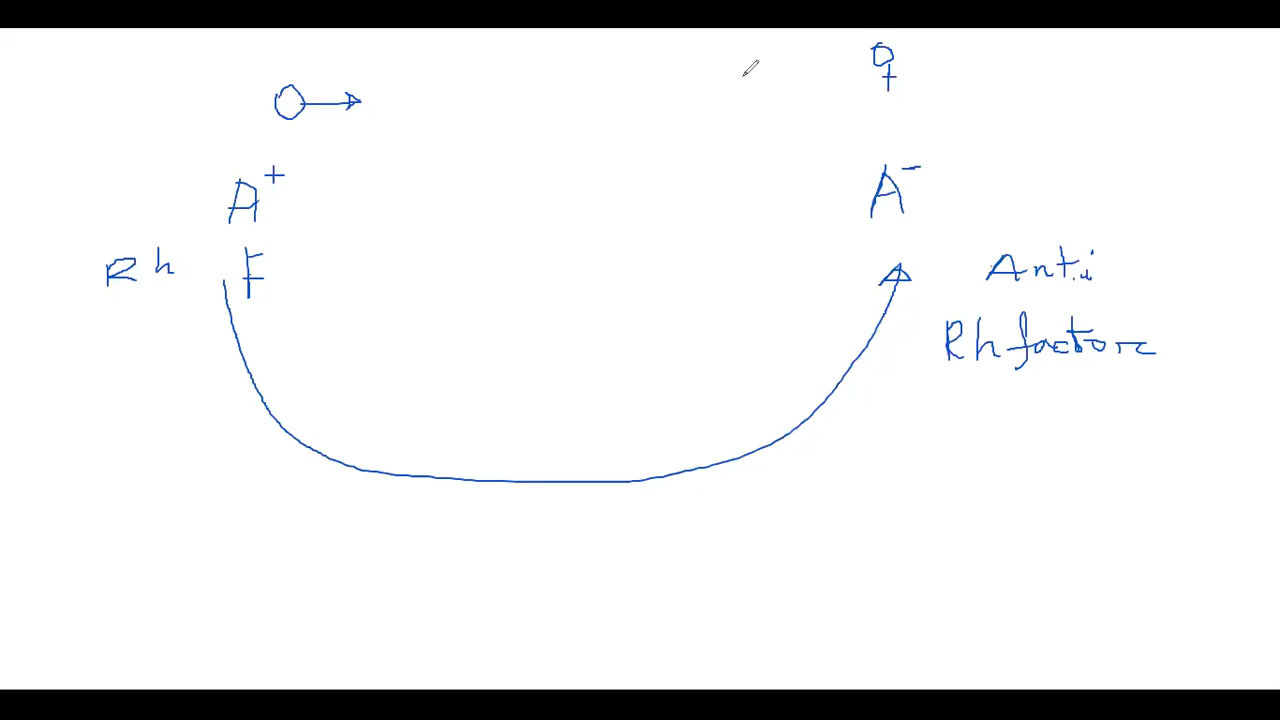 A+
A-
Rh F
Anti
Rh factor